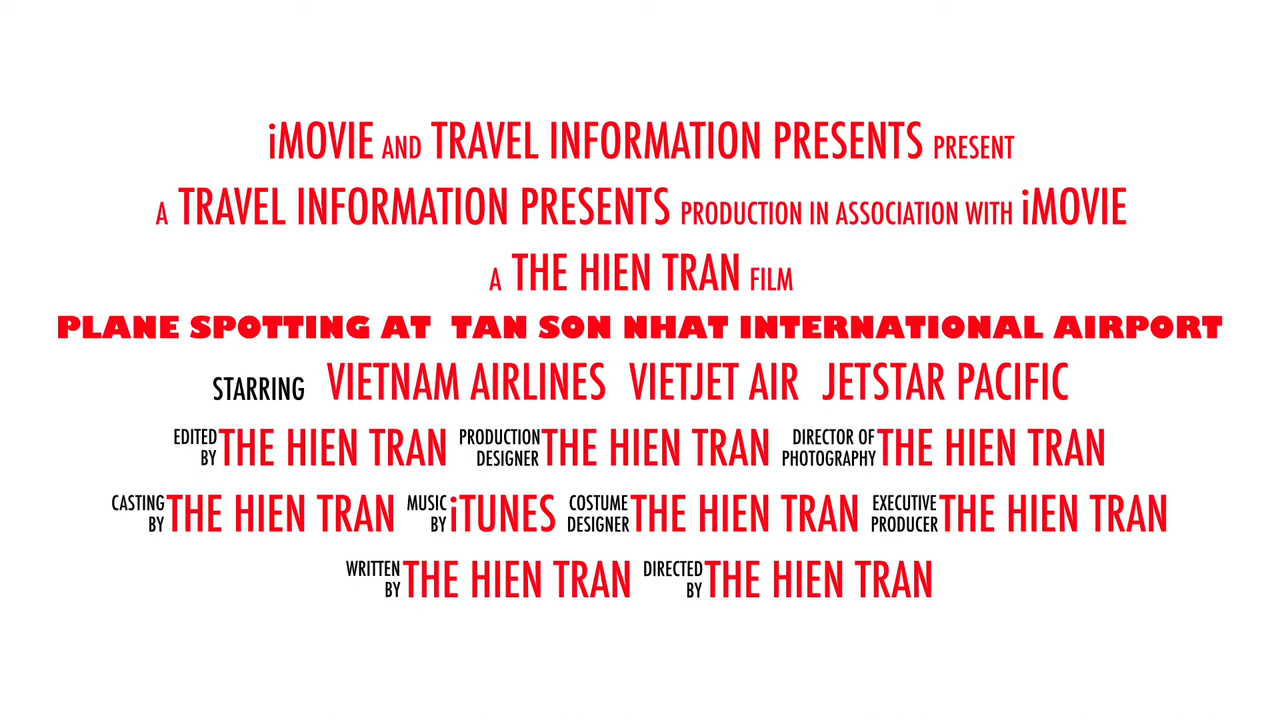 iMOVIE AND TRAVEL INFORMATION PRESENTS PRESENT
A TRAVEL INFORMATION PRESENTS PRODUCTION IN ASSOCIATION WITH iMOVIE
A THE HIEN TRAN FILM
PLANE SPOTTING AT TAN SON NHAT INTERNATIONAL AIRPORT
STARRING VIETNAM AIRLINES VIETJET AIR JETSTAR PACIFIC
EDITED BY THE HIEN TRAN PRODUCTION DESIGNER THE HIEN TRAN DIRECTOR OF PHOTOGRAPHY THE HIEN TRAN
CASTING BY THE HIEN TRAN MUSIC BY iTUNES COSTUME DESIGNER THE HIEN TRAN EXECUTIVE PRODUCER THE HIEN TRAN
WRITTEN BY THE HIEN TRAN DIRECTED BY THE HIEN TRAN